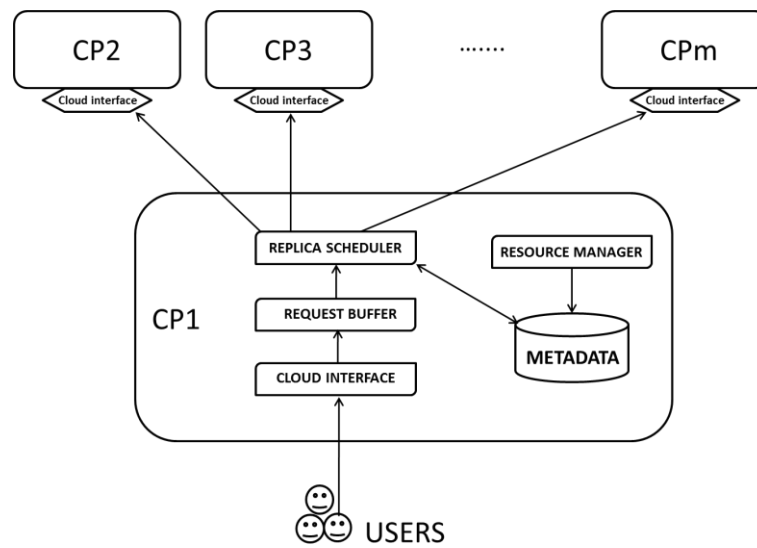 CP2
CP3
.......
CPm
Cloud interface
Cloud interface
Cloud interface
REPLICA SCHEDULER
RESOURCE MANAGER
CP1
REQUEST BUFFER
METADATA
CLOUD INTERFACE
USERS